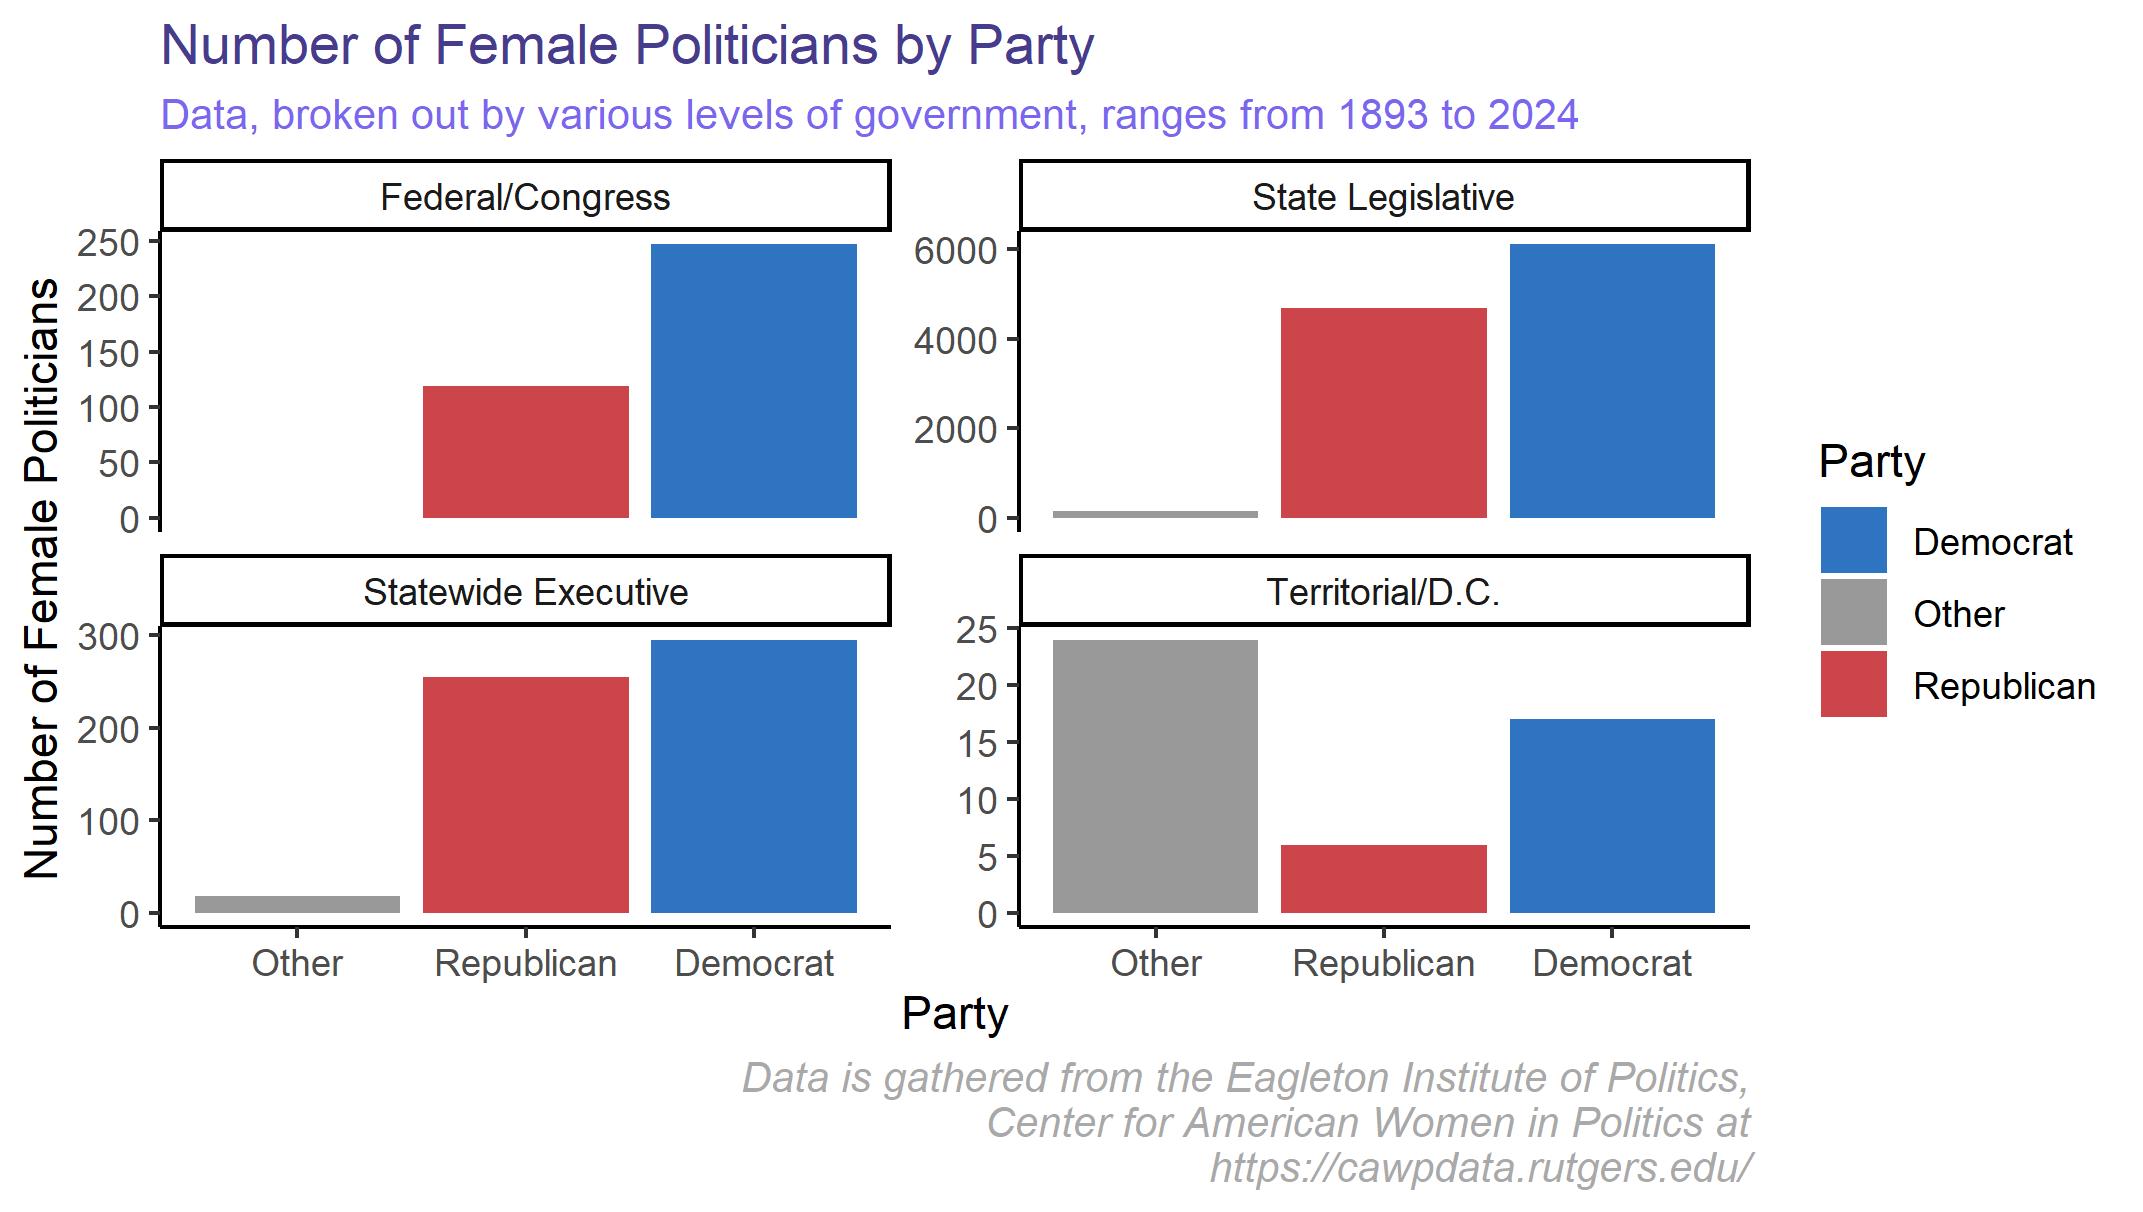 Number of Female Politicians by Party
Data, broken out by various levels of government, ranges from 1893 to 2024
Number of Female Politicians
Federal/Congress
250
200
150
100
50
0
State Legislative
6000
4000
2000
0
Statewide Executive
300
200
100
0
Other
Republican
Democrat
Territorial/D.C.
25
20
15
10
5
0
Other
Republican
Democrat
Party
Party
Democrat
Other
Republican
Data is gathered from the Eagleton Institute of Politics,
Center for American Women in Politics at
https://cawpdata.rutgers.edu/